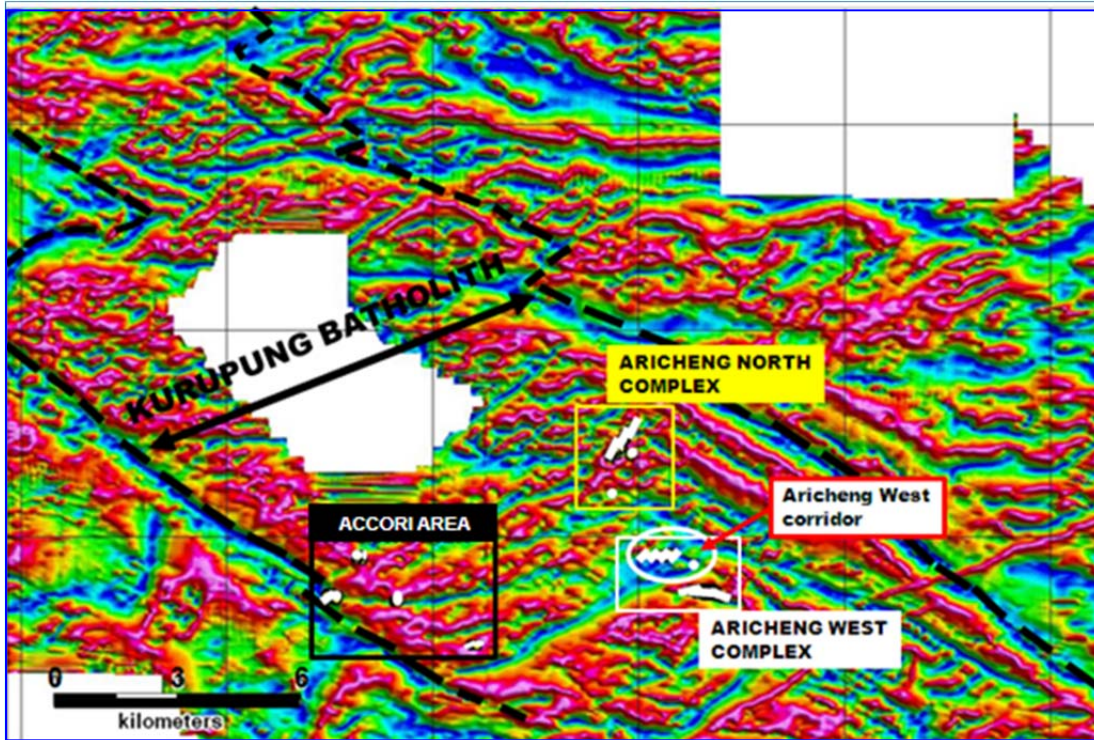 KURUPUNG BATHOLITH
ARICHENG NORTH
COMPLEX
Aricheng West
corridor
ACCORI AREA
ARICHENG WEST
COMPLEX
0 3 6
kilometers